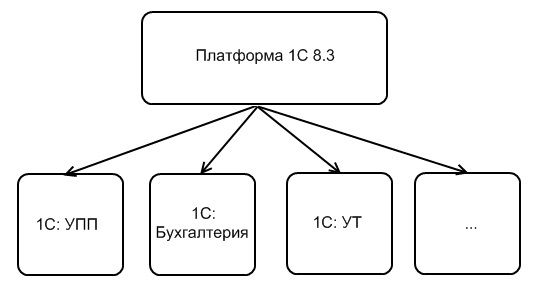 Платформа 1С 8.3
1С: УПП
1С:
Бухгалтерия
1С: УТ
...